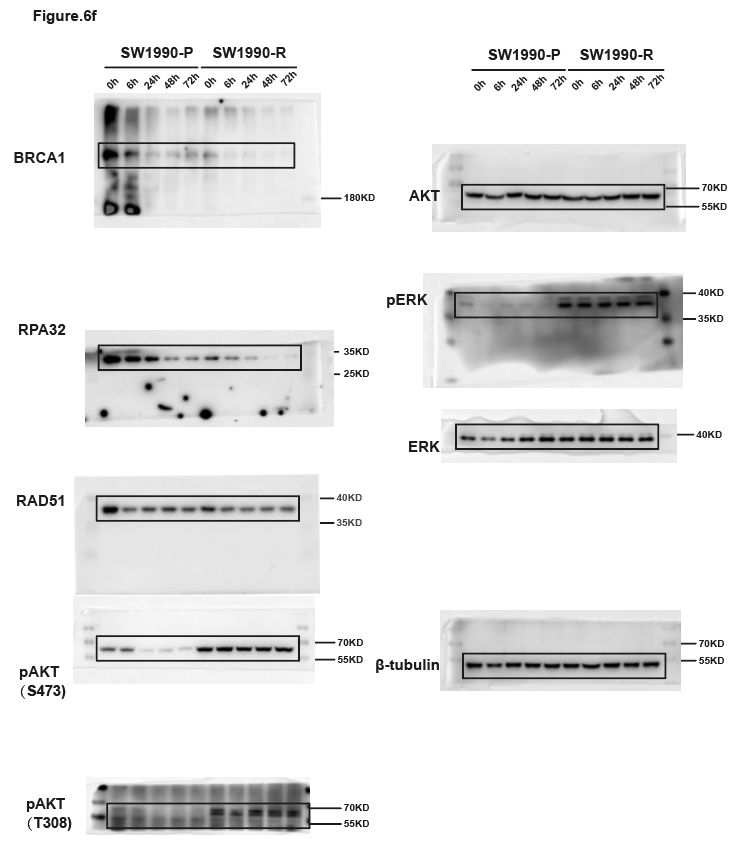 Figure.6f
SW1990-P SW1990-R
0h 6h 24h 48h 72h 0h 6h 24h 48h 72h
BRCA1
180KD
RPA32
35KD
25KD
RAD51
40KD
35KD
70KD
55KD
pAKT
(S473)
pAKT
(T308)
70KD
55KD
SW1990-P SW1990-R
0h 6h 24h 48h 72h 0h 6h 24h 48h 72h
AKT
70KD
55KD
pERK
40KD
35KD
ERK
40KD
β-tubulin
70KD
55KD